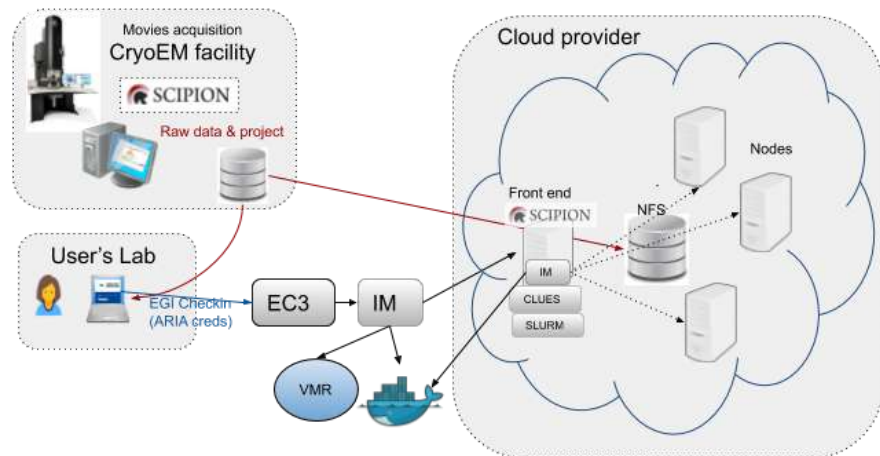 Movies acquisition
CryoEM facility
SCIPION
Raw data & project
Cloud provider
Nodes
Front end
SCIPION
NFS
IM
CLUES
SLURM
User's Lab
EGI Checkin
(ARIA creds)
EC3
IM
VMR